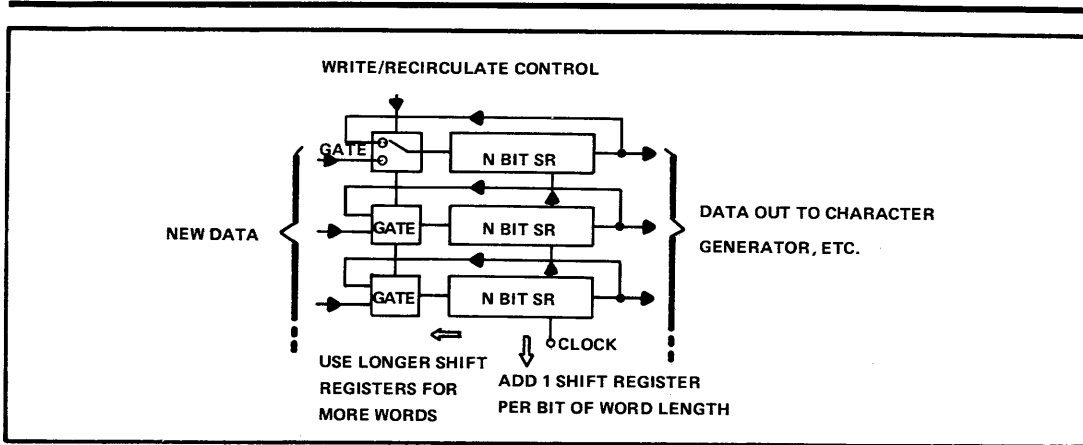 WRITE/RECIRCULATE CONTROL
GATE
N BIT SR
NEW DATA
GATE
N BIT SR
DATA OUT TO CHARACTER
GENERATOR, ETC.
GATE
N BIT SR
CLOCK
USE LONGER SHIFT
REGISTERS FOR
MORE WORDS
ADD 1 SHIFT REGISTER
PER BIT OF WORD LENGTH